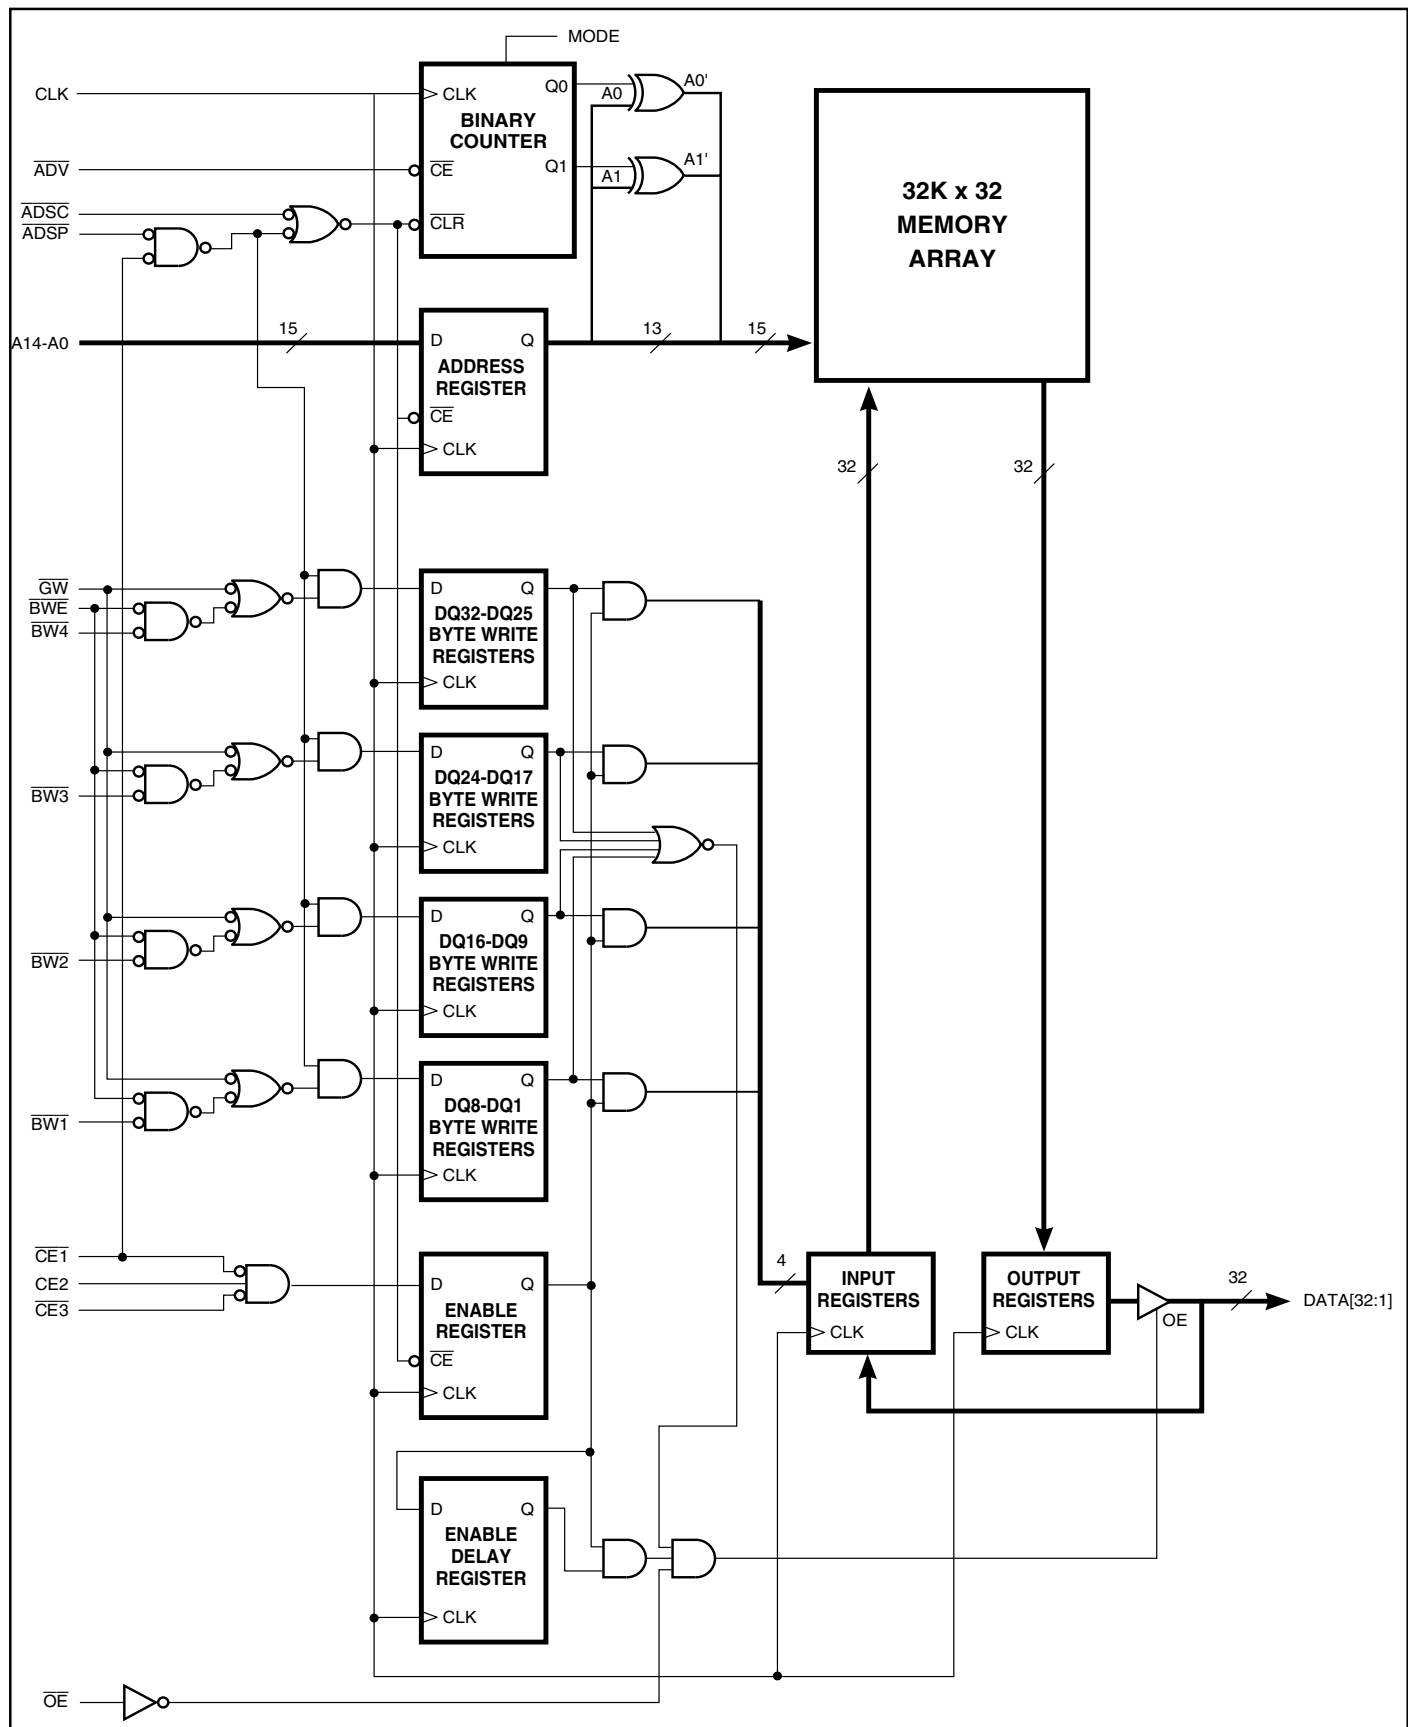 MODE
CLK
CLK
Q0
A0
A0'
BINARY
COUNTER
ADV
CE
Q1
A1
A1'
ADSC
ADSP
CLR
32K x 32
MEMORY
ARRAY
A14-A0
15
D
Q
13
15
ADDRESS
REGISTER
CE
CLK
32
32
GW
BWE
BW4
D
Q
DQ32-DQ25
BYTE WRITE
REGISTERS
CLK
BW3
D
Q
DQ24-DQ17
BYTE WRITE
REGISTERS
CLK
BW2
D
Q
DQ16-DQ9
BYTE WRITE
REGISTERS
CLK
BW1
D
Q
DQ8-DQ1
BYTE WRITE
REGISTERS
CLK
CE1
CE2
CE3
D
Q
ENABLE
REGISTER
CE
CLK
4
INPUT
REGISTERS
CLK
OUTPUT
REGISTERS
CLK
OE
32
DATA[32:1]
D
Q
ENABLE
DELAY
REGISTER
CLK
OE